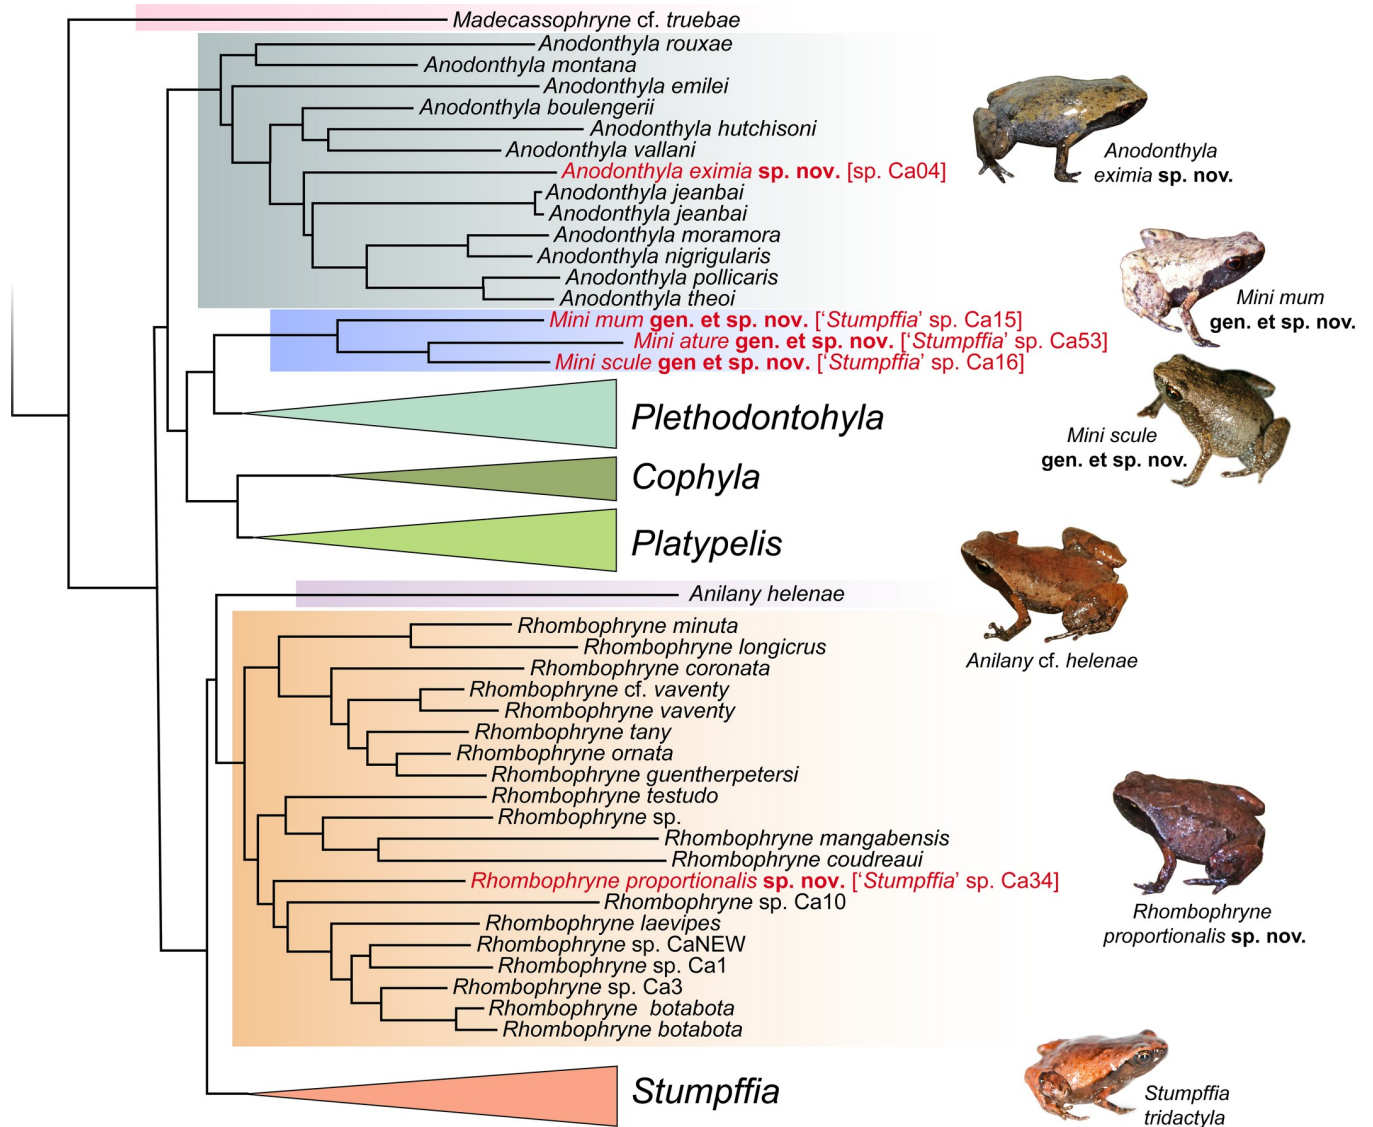 Madecassophryne cf. truebae
Anodonthyla rouxae
Anodonthyla montana
Anodonthyla emilei
Anodonthyla boulengerii
Anodonthyla hutchisoni
Anodonthyla vallani
Anodonthyla eximia sp. nov. [sp. Ca04]
Anodonthyla jeanbai
Anodonthyla jeanbai
Anodonthyla moramora
Anodonthyla nigrigularis
Anodonthyla pollicaris
Anodonthyla theoi
Mini mum gen. et sp. nov. [‘Stumpffia’ sp. Ca15]
Mini ature gen. et sp. nov. [‘Stumpffia’ sp. Ca53]
Mini scule gen et sp. nov. [‘Stumpffia’ sp. Ca16]
Plethodontohyla
Cophyla
Platypelis
Anilany helenae
Rhombophryne minuta
Rhombophryne longicrus
Rhombophryne coronata
Rhombophryne cf. vaventy
Rhombophryne vaventy
Rhombophryne tany
Rhombophryne ornata
Rhombophryne guentherpetersi
Rhombophryne testudo
Rhombophryne sp.
Rhombophryne mangabensis
Rhombophryne coudreaui
Rhombophryne proportionalis sp. nov. [‘Stumpffia’ sp. Ca34]
Rhombophryne sp. Ca10
Rhombophryne laevipes
Rhombophryne sp. CaNEW
Rhombophryne sp. Ca1
Rhombophryne sp. Ca3
Rhombophryne botabota
Rhombophryne botabota
Stumpffia
Anodonthyla
eximia sp. nov.
Mini mum
gen. et sp. nov.
Mini scule
gen. et sp. nov.
Anilany cf. helenae
Rhombophryne
proportionalis sp. nov.
Stumpffia
tridactyla